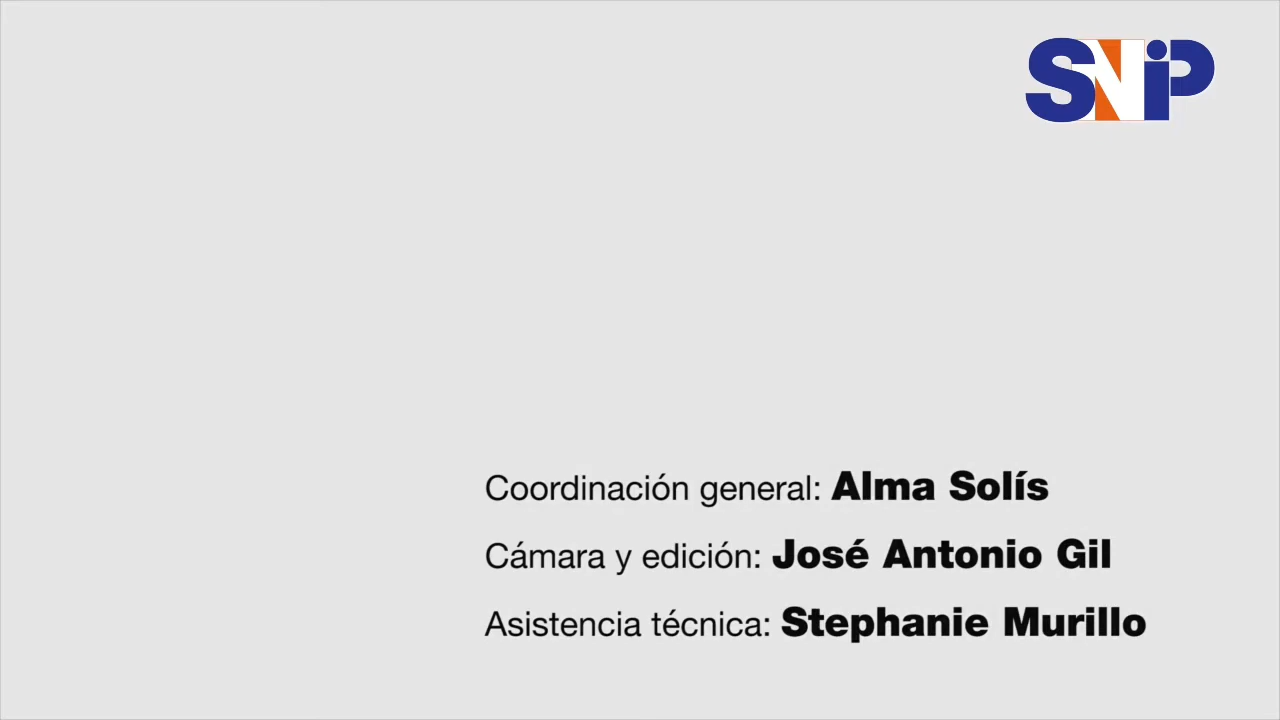 SNiP
Coordinación general: Alma Solís
Cámara y edición: José Antonio Gil
Asistencia técnica: Stephanie Murillo